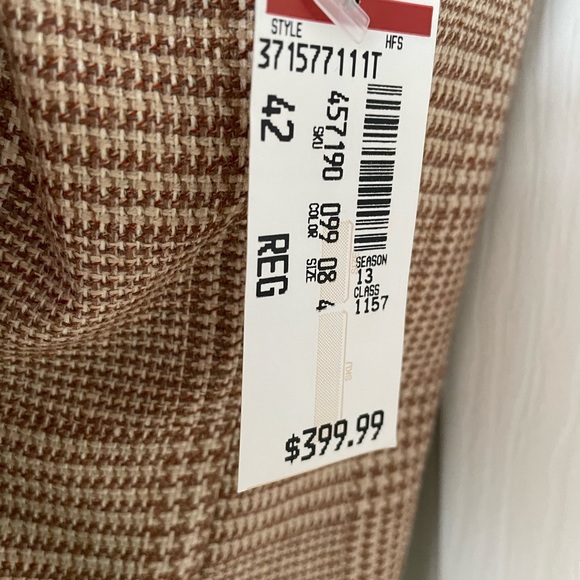 STYLE
HFS
371577111T
42 REG
457190 099 08 4
SKU COLOR SIZE
SEASON
13
CLASS
1157
$399.99